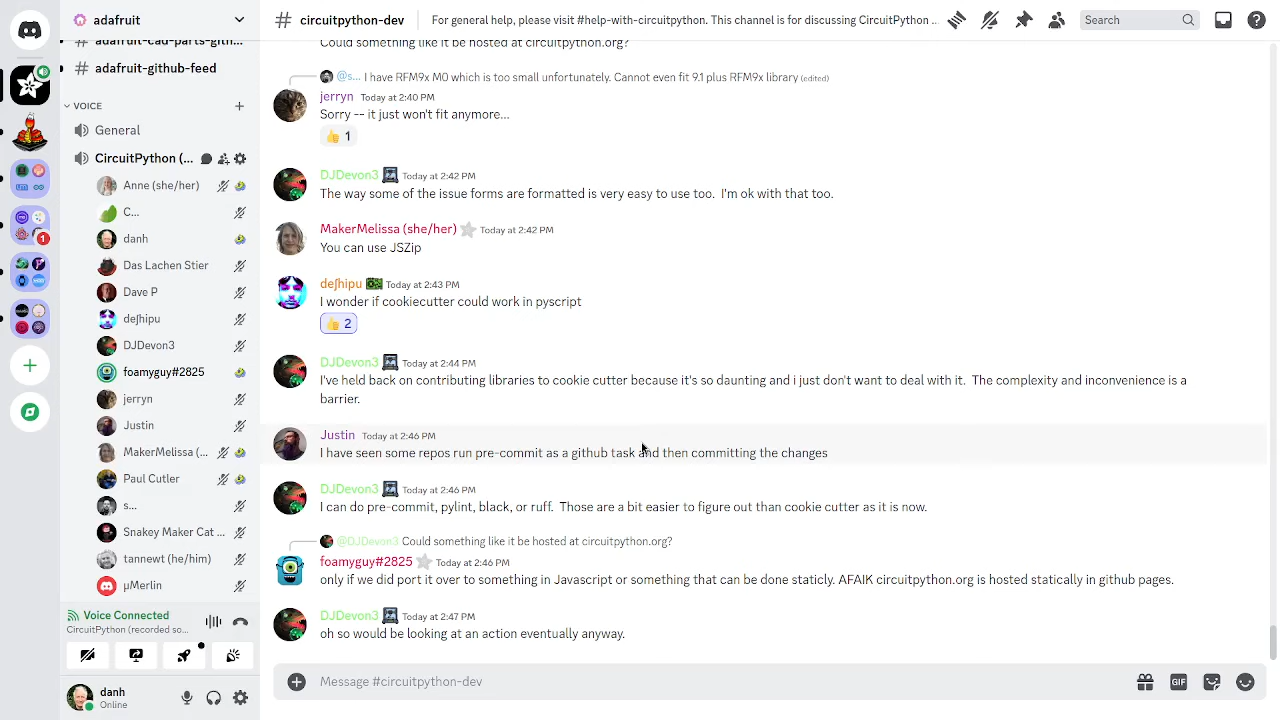 adafruit
circuitpython-dev
For general help, please visit #help-with-circuitpython. This channel is for discussing CircuitPython ...
Search
adafruit-cad-parts-gith...
adafruit-github-feed
VOICE
General
CircuitPython (...
Anne (she/her)
C...
danh
Das Lachen Stier
Dave P
deʃhipu
DJDevon3
foamyguy#2825
jerryn
Justin
MakerMelissa (...
Paul Cutler
s...
Snakey Maker Cat ...
tannewt (he/him)
µMerlin
Voice Connected
CircuitPython (recorded so...
danh
Online
1
Could something like it be hosted at circuitpython.org?
@s... I have RFM9x M0 which is too small unfortunately. Cannot even fit 9.1 plus RFM9x library (edited)
jerryn Today at 2:40 PM
Sorry -- it just won't fit anymore...
1
DJDevon3 Today at 2:42 PM
The way some of the issue forms are formatted is very easy to use too. I'm ok with that too.
MakerMelissa (she/her) Today at 2:42 PM
You can use JSZip
deʃhipu Today at 2:43 PM
I wonder if cookiecutter could work in pyscript
2
DJDevon3 Today at 2:44 PM
I've held back on contributing libraries to cookie cutter because it's so daunting and i just don't want to deal with it. The complexity and inconvenience is a
barrier.
Justin Today at 2:46 PM
I have seen some repos run pre-commit as a github task and then committing the changes
DJDevon3 Today at 2:46 PM
I can do pre-commit, pylint, black, or ruff. Those are a bit easier to figure out than cookie cutter as it is now.
@DJDevon3 Could something like it be hosted at circuitpython.org?
foamyguy#2825 Today at 2:46 PM
only if we did port it over to something in Javascript or something that can be done staticly. AFAIK circuitpython.org is hosted statically in github pages.
DJDevon3 Today at 2:47 PM
oh so would be looking at an action eventually anyway.
Message #circuitpython-dev
GIF